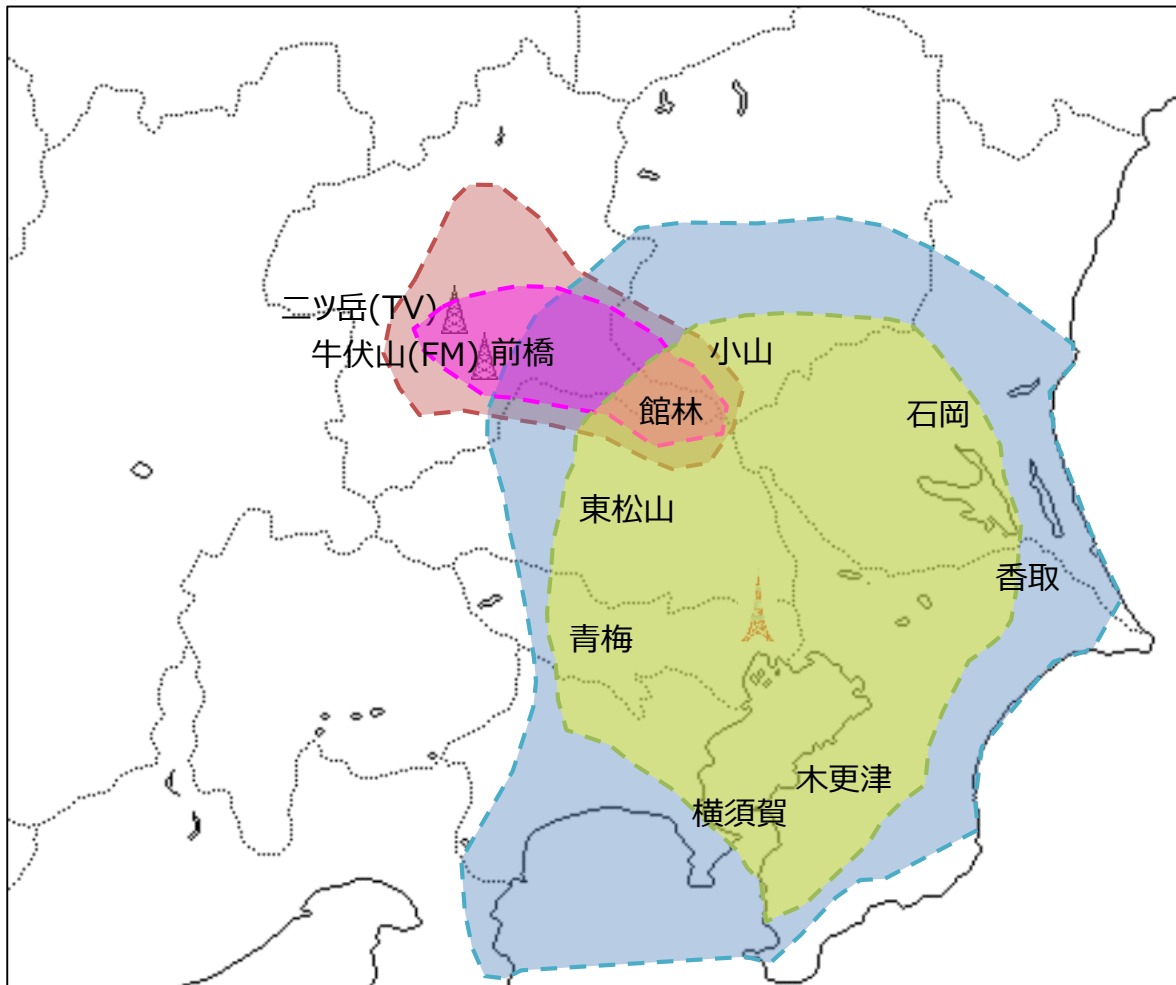 二ツ岳(TV)
牛伏山(FM)
前橋
小山
館林
石岡
東松山
香取
青梅
木更津
横須賀